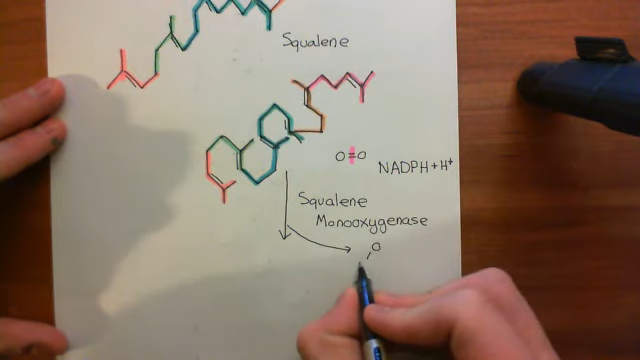 Squalene
O=O
NADPH + H⁺
Squalene
Monooxygenase
O